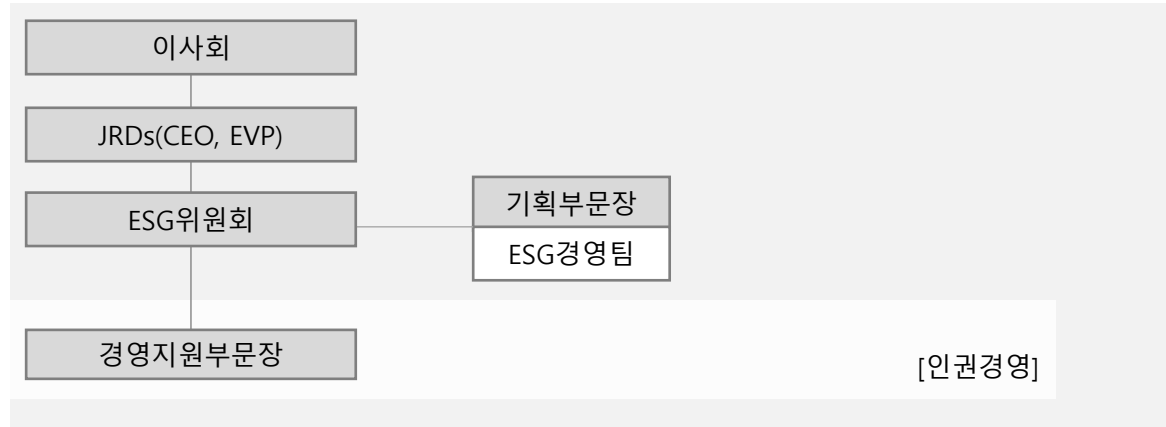 이사회
JRDs(CEO, EVP)
ESG위원회
기획부문장
ESG경영팀
경영지원부문장
[인권경영]